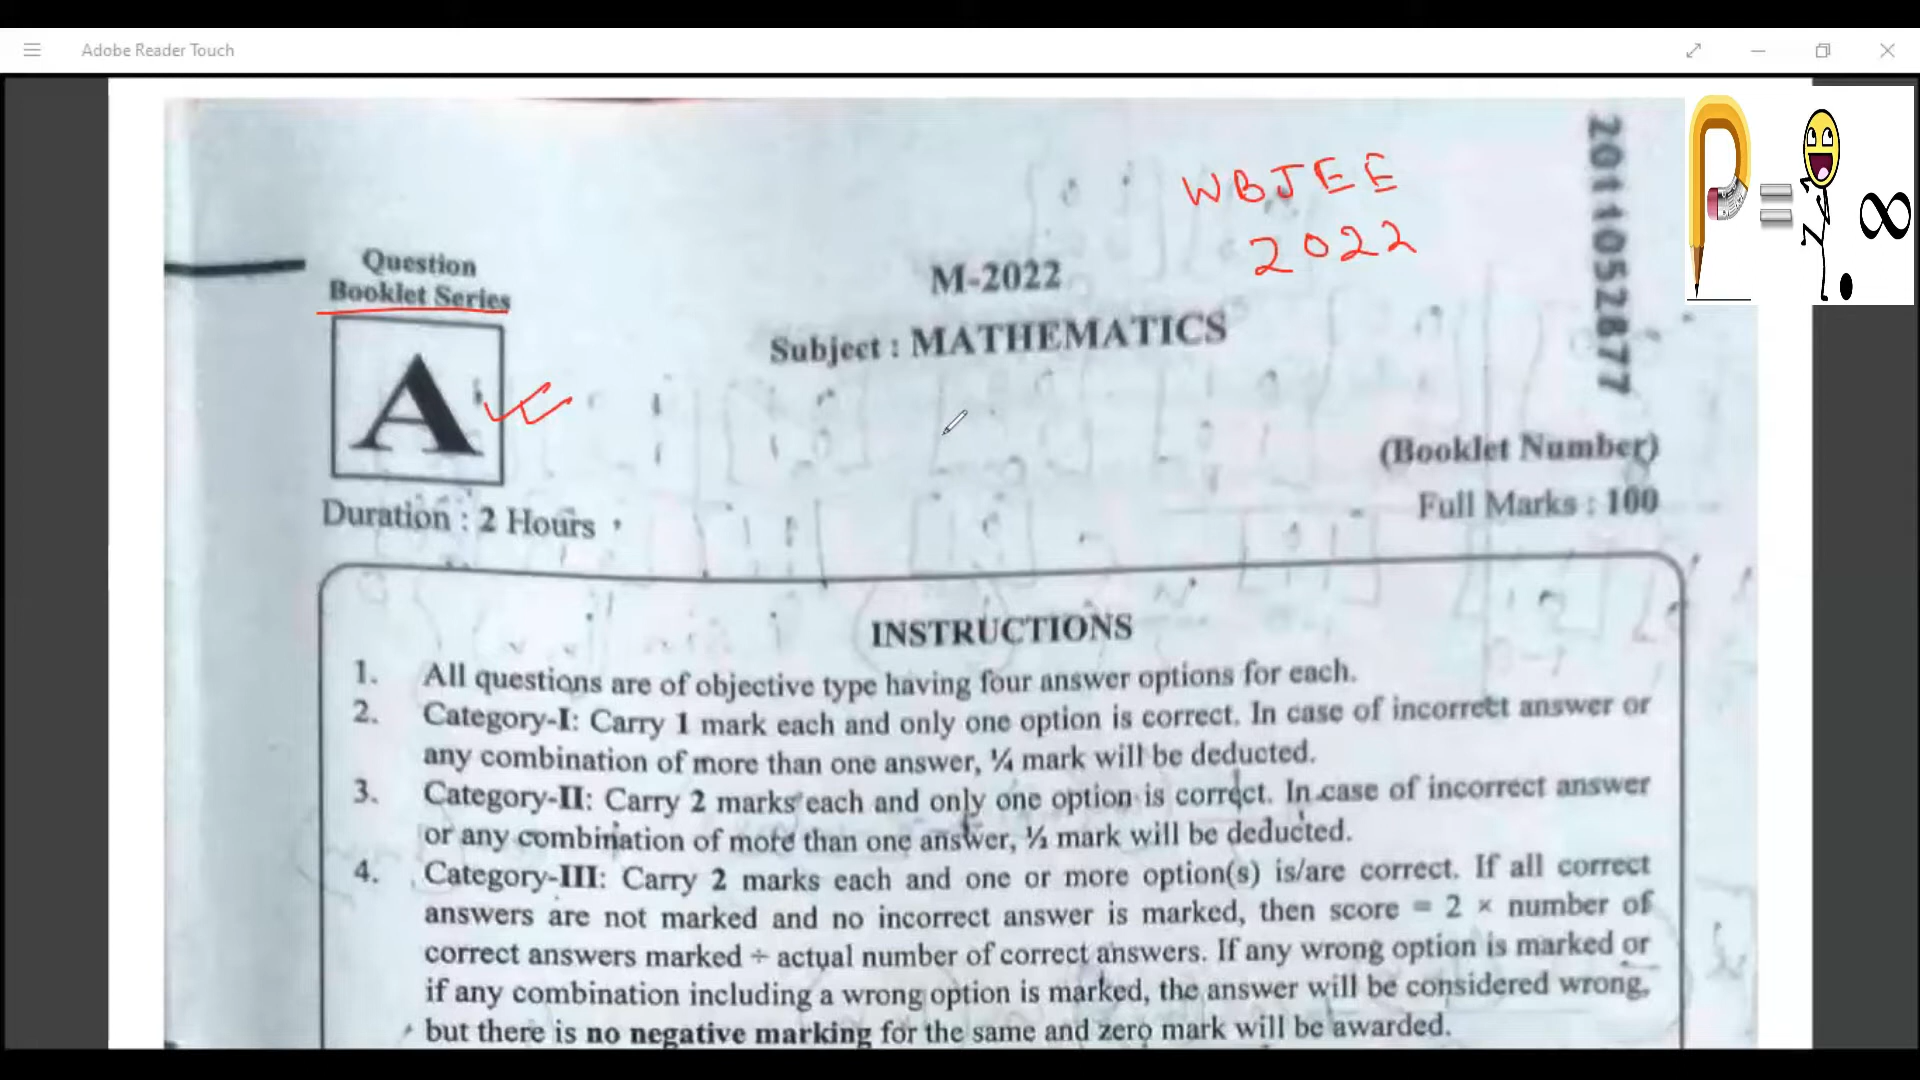 Adobe Reader Touch
WBJEE
2022
2011052877
Question
Booklet Series
A
M-2022
Subject : MATHEMATICS
(Booklet Number)
Full Marks : 100
Duration : 2 Hours
INSTRUCTIONS
1. All questions are of objective type having four answer options for each.
2. Category-I: Carry 1 mark each and only one option is correct. In case of incorrect answer or
any combination of more than one answer, ¼ mark will be deducted.
3. Category-II: Carry 2 marks each and only one option is correct. In case of incorrect answer
or any combination of more than one answer, ½ mark will be deducted.
4. Category-III: Carry 2 marks each and one or more option(s) is/are correct. If all correct
answers are not marked and no incorrect answer is marked, then score = 2 × number of
correct answers marked ÷ actual number of correct answers. If any wrong option is marked or
if any combination including a wrong option is marked, the answer will be considered wrong,
but there is no negative marking for the same and zero mark will be awarded.